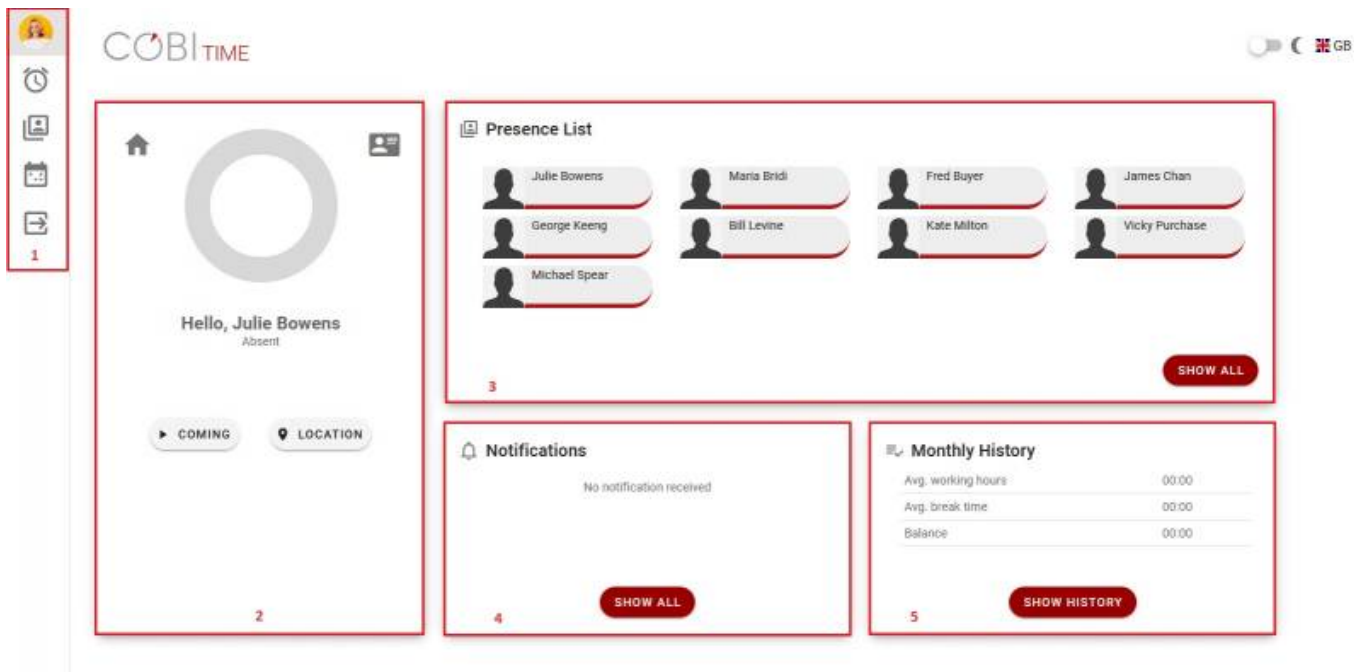 COBI TIME
GB
1
Hello, Julie Bowens
Absent
COMING
LOCATION
2
Presence List
Julie Bowens
Maria Bridi
Fred Buyer
James Chan
George Keeng
Bill Levine
Kate Milton
Vicky Purchase
Michael Spear
SHOW ALL
3
Notifications
No notification received
SHOW ALL
4
Monthly History
Avg. working hours 00:00
Avg. break time 00:00
Balance 00:00
SHOW HISTORY
5